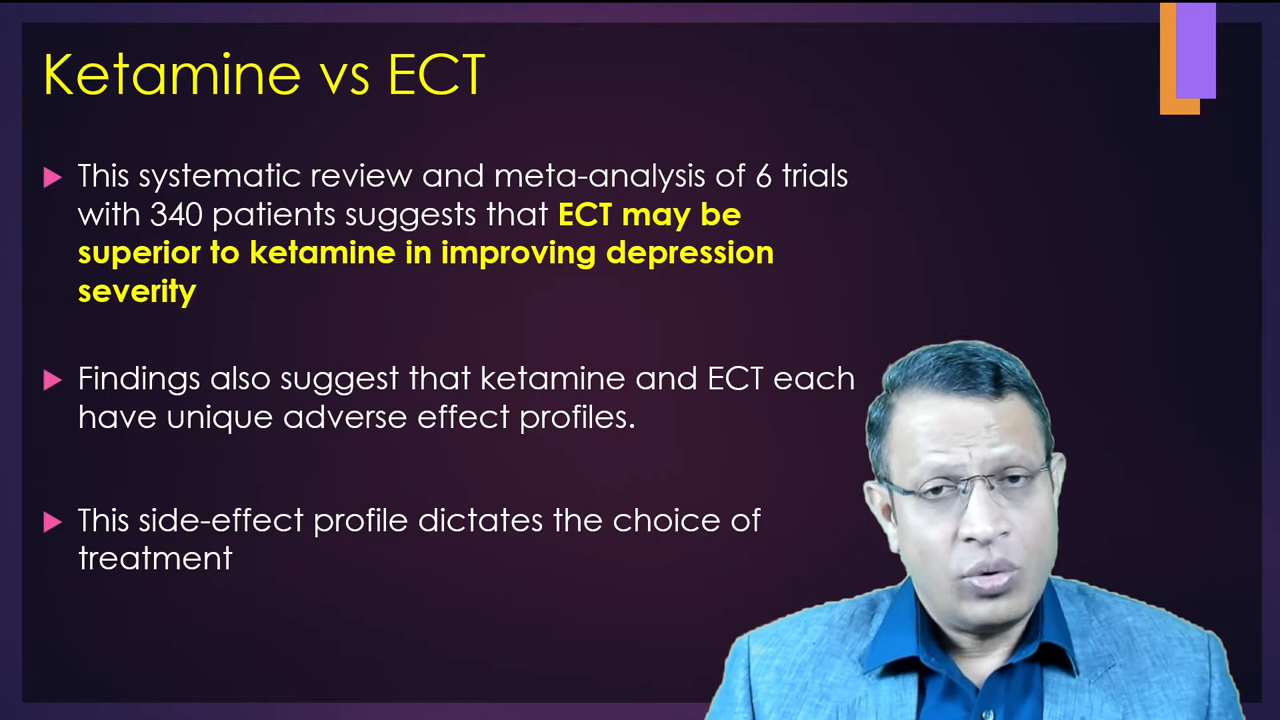 Ketamine vs ECT
This systematic review and meta-analysis of 6 trials
with 340 patients suggests that ECT may be
superior to ketamine in improving depression
severity
Findings also suggest that ketamine and ECT each
have unique adverse effect profiles.
This side-effect profile dictates the choice of
treatment